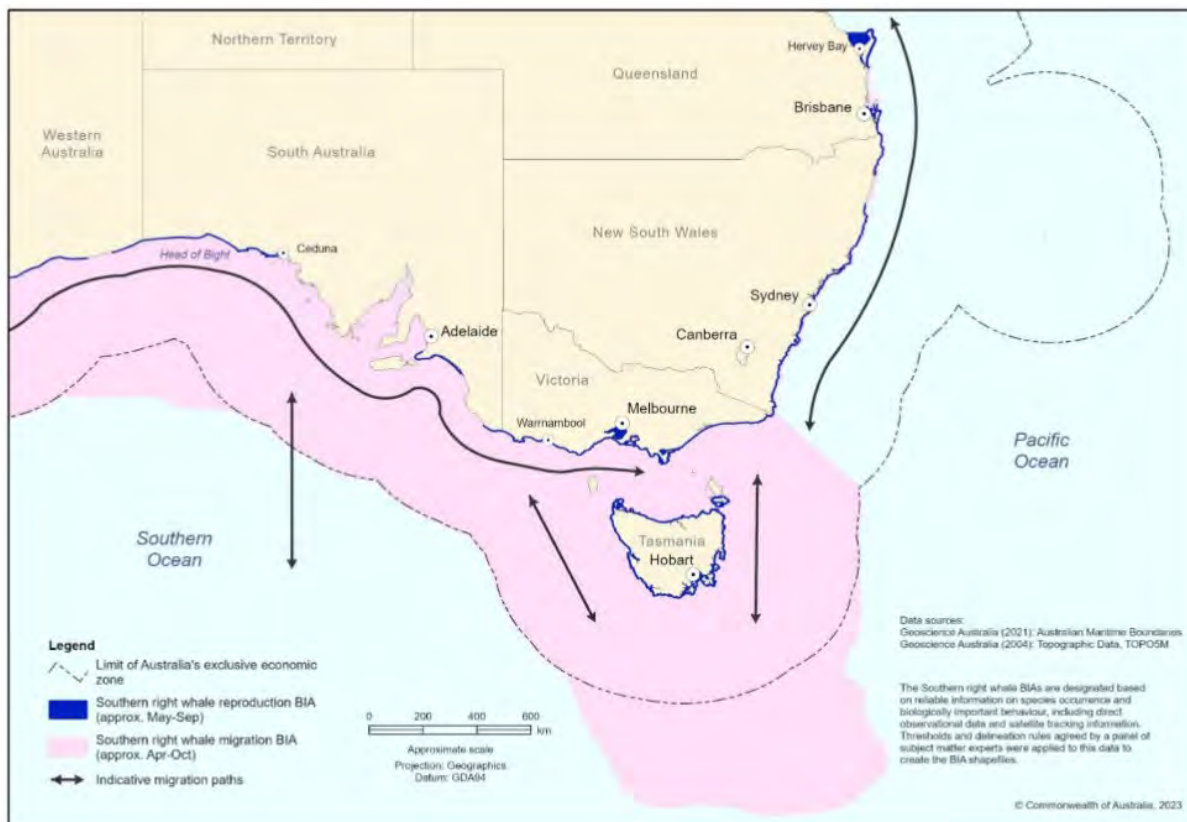 Northern Territory
Hervey Bay
Queensland
Brisbane
Western
Australia
South Australia
New South Wales
Head of Bight
Ceduna
Sydney
Adelaide
Canberra
Victoria
Melbourne
Warrnambool
Pacific
Ocean
Southern
Ocean
Tasmania
Hobart
Legend
Limit of Australia's exclusive economic
zone
Southern right whale reproduction BIA
(approx. May-Sep)
Southern right whale migration BIA
(approx. Apr-Oct)
Indicative migration paths
0 200 400 600
km
Approximate scale
Projection: Geographics
Datum: GDA94
Data sources:
Geoscience Australia (2021): Australian Maritime Boundaries
Geoscience Australia (2004): Topographic Data, TOPO5M
The Southern right whale BIAs are designated based
on reliable information on species occurrence and
biologically important behaviour, including direct
observational data and satellite tracking information.
Thresholds and delineation rules agreed by a panel of
subject matter experts were applied to this data to
create the BIA shapefiles.
© Commonwealth of Australia, 2023